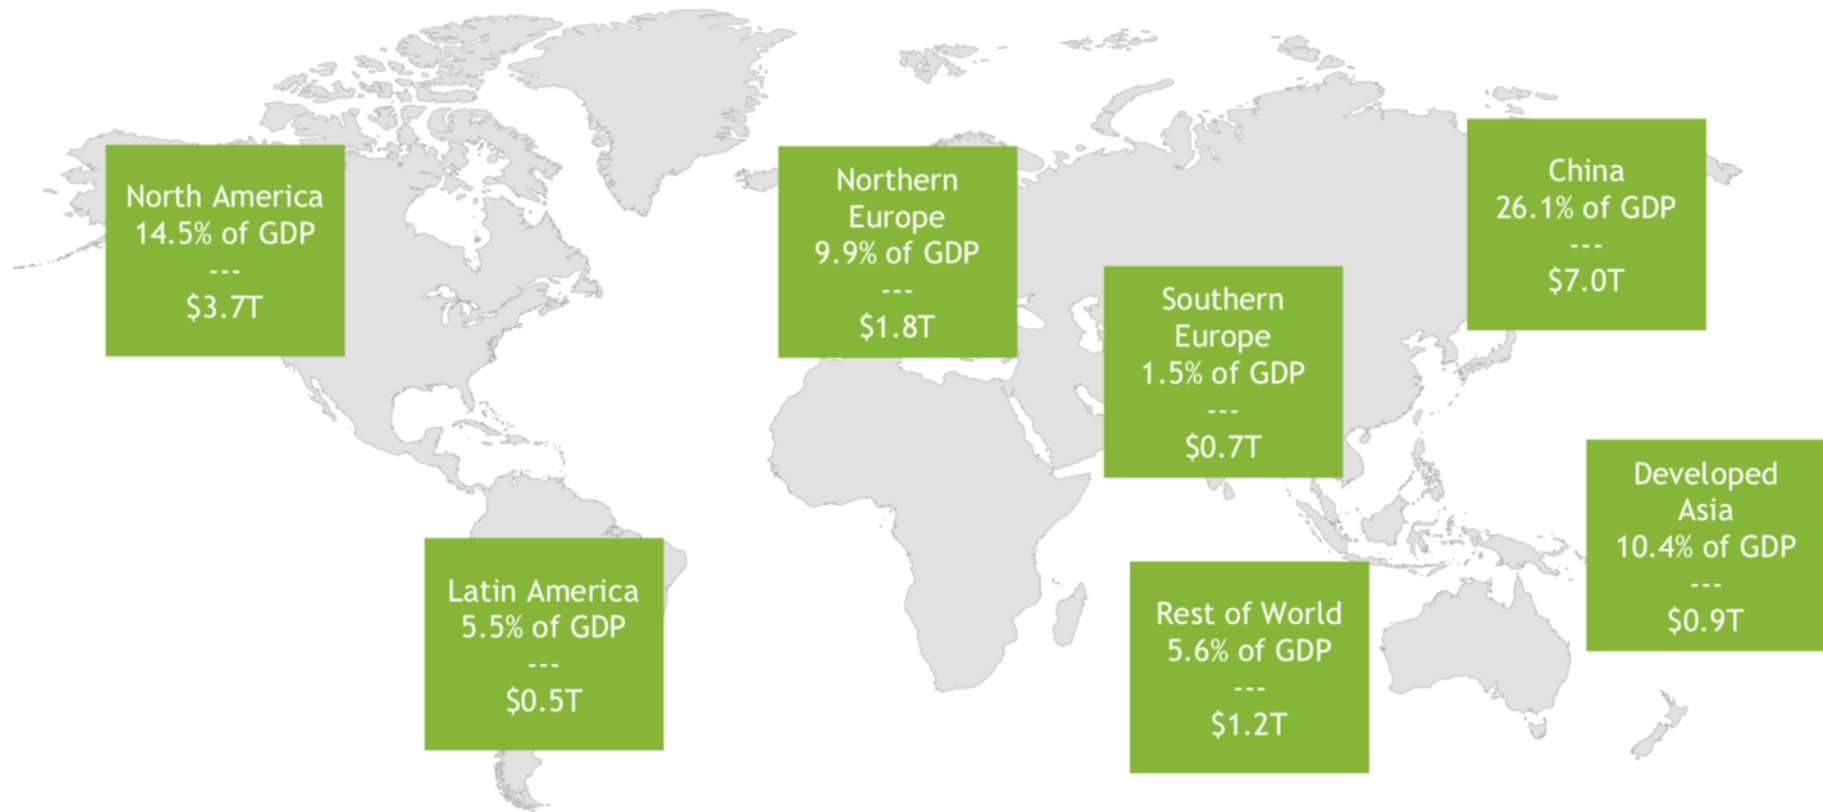 North America
14.5% of GDP
---
$3.7T
Northern
Europe
9.9% of GDP
---
$1.8T
China
26.1% of GDP
---
$7.0T
Southern
Europe
1.5% of GDP
---
$0.7T
Developed
Asia
10.4% of GDP
---
$0.9T
Latin America
5.5% of GDP
---
$0.5T
Rest of World
5.6% of GDP
---
$1.2T